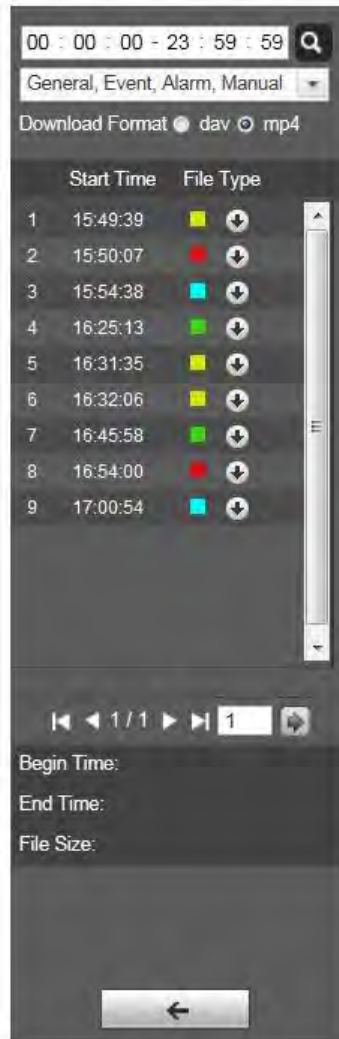 00 : 00 : 00 - 23 : 59 : 59
General, Event, Alarm, Manual
Download Format dav mp4
Start Time File Type
1 15:49:39
2 15:50:07
3 15:54:38
4 16:25:13
5 16:31:35
6 16:32:06
7 16:45:58
8 16:54:00
9 17:00:54
1 / 1 1
Begin Time:
End Time:
File Size: